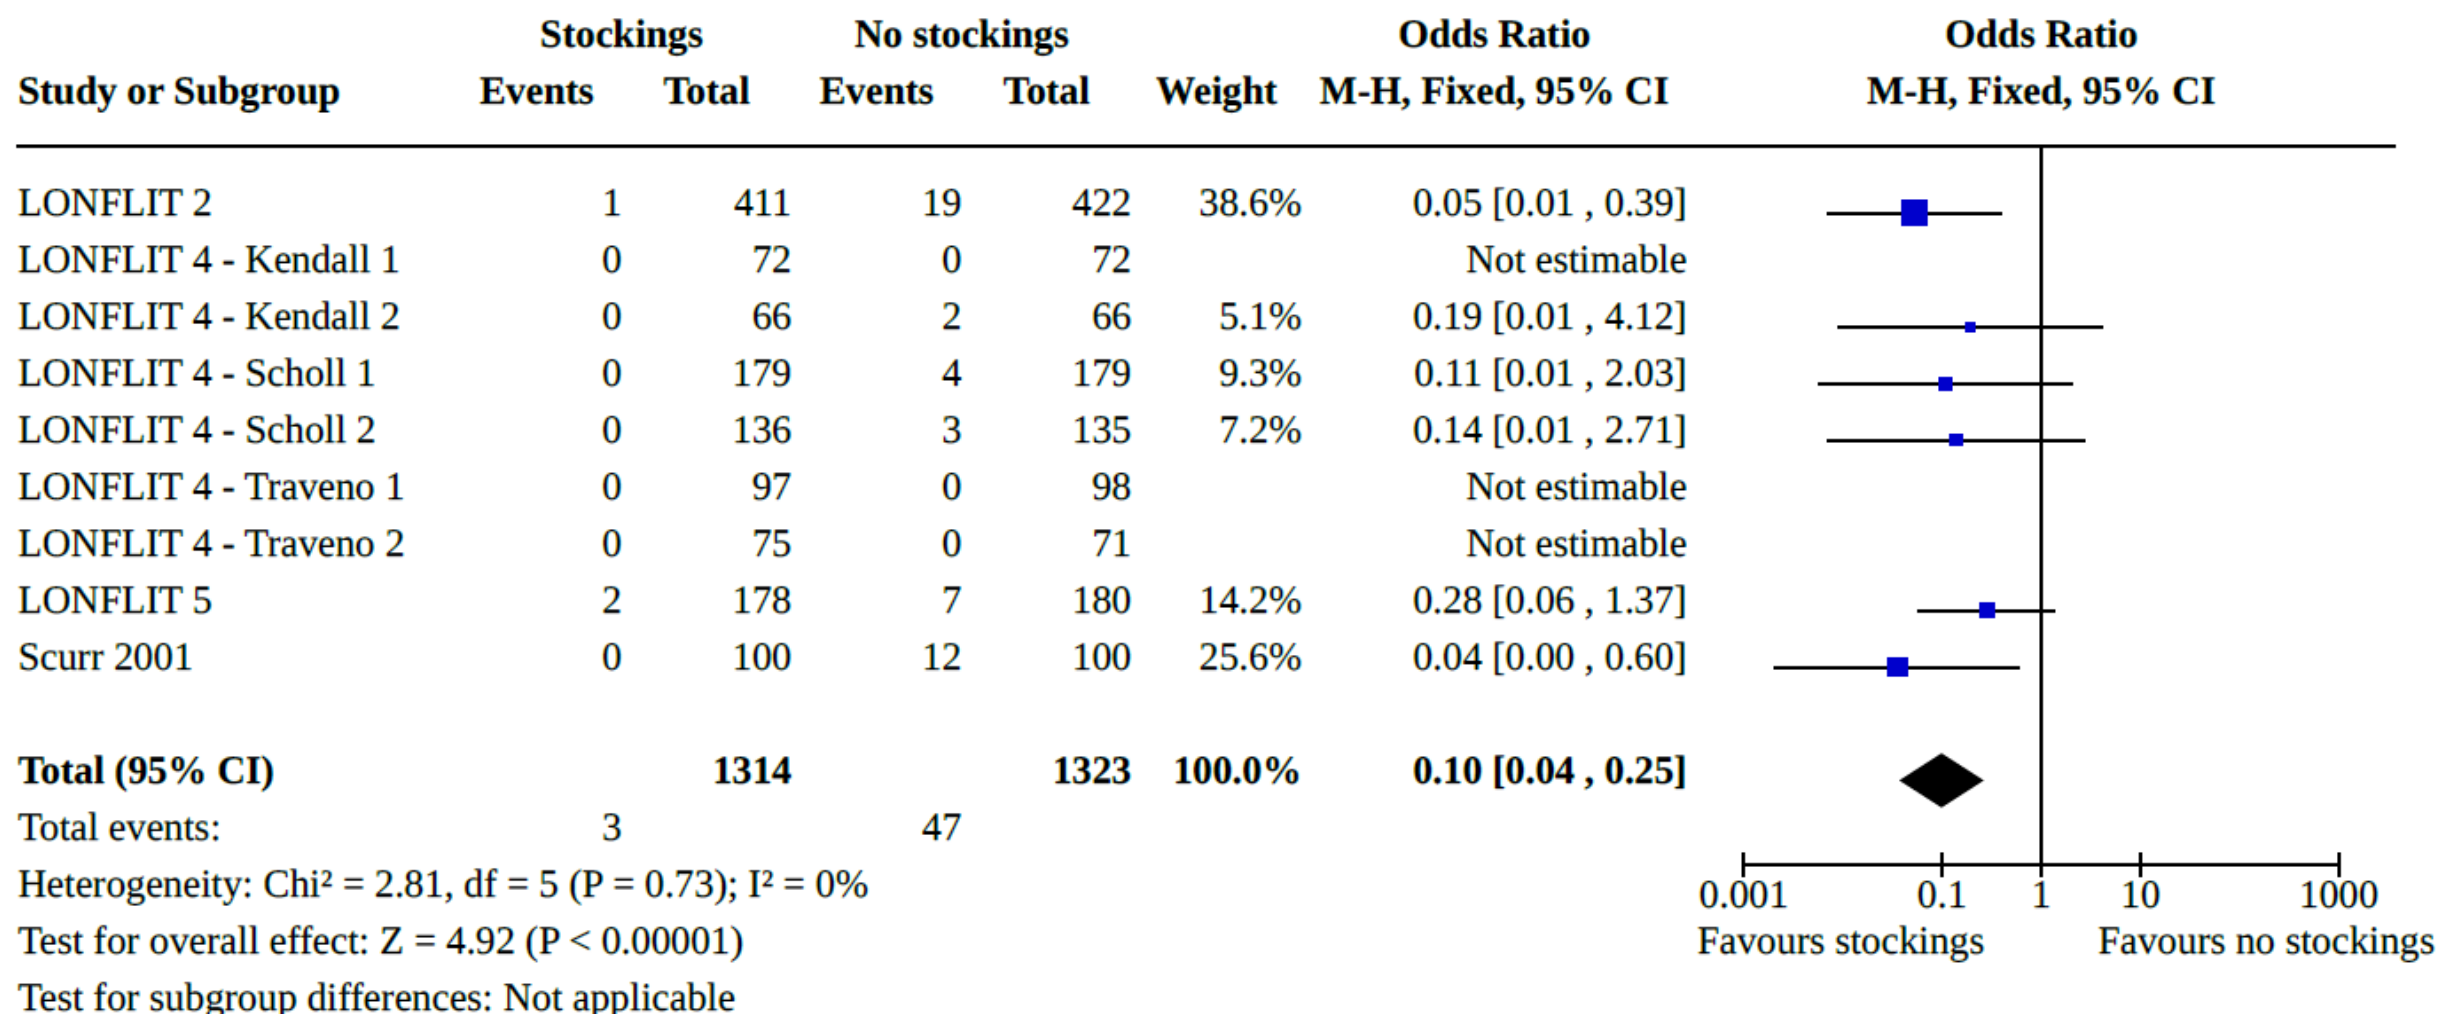 Stockings No stockings Odds Ratio Odds Ratio
Study or Subgroup Events Total Events Total Weight M-H, Fixed, 95% CI M-H, Fixed, 95% CI
LONFLIT 2 1 411 19 422 38.6% 0.05 [0.01 , 0.39]
LONFLIT 4 - Kendall 1 0 72 0 72 Not estimable
LONFLIT 4 - Kendall 2 0 66 2 66 5.1% 0.19 [0.01 , 4.12]
LONFLIT 4 - Scholl 1 0 179 4 179 9.3% 0.11 [0.01 , 2.03]
LONFLIT 4 - Scholl 2 0 136 3 135 7.2% 0.14 [0.01 , 2.71]
LONFLIT 4 - Traveno 1 0 97 0 98 Not estimable
LONFLIT 4 - Traveno 2 0 75 0 71 Not estimable
LONFLIT 5 2 178 7 180 14.2% 0.28 [0.06 , 1.37]
Scurr 2001 0 100 12 100 25.6% 0.04 [0.00 , 0.60]
Total (95% CI) 1314 1323 100.0% 0.10 [0.04 , 0.25]
Total events: 3 47
Heterogeneity: Chi² = 2.81, df = 5 (P = 0.73); I² = 0%
0.001 0.1 1 10 1000
Test for overall effect: Z = 4.92 (P < 0.00001)
Favours stockings Favours no stockings
Test for subgroup differences: Not applicable